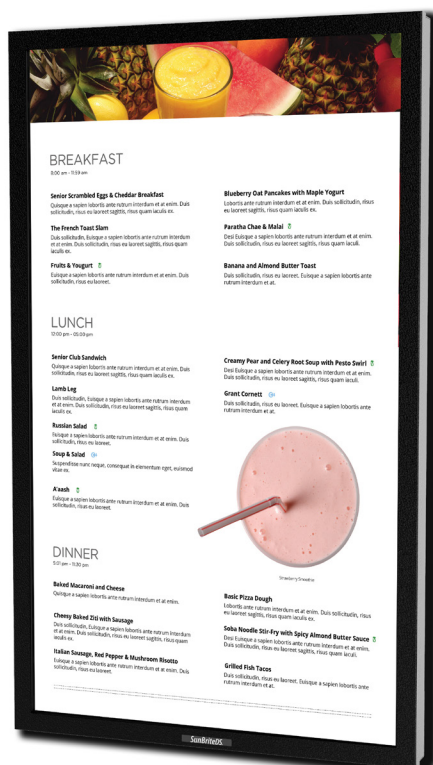 BREAKFAST
8:00 am - 11:59 am
Senior Scrambled Eggs & Cheddar Breakfast
Quisque a sapien lobortis ante rutrum interdum et at enim. Duis
sollicitudin, risus eu laoreet sagittis, risus quam iaculis ex.
The French Toast Slam
Duis sollicitudin, Euisque a sapien lobortis ante rutrum interdum
et at enim. Duis sollicitudin, risus eu laoreet sagittis, risus quam
iaculis ex.
Fruits & Yougurt
Euisque a sapien lobortis ante rutrum interdum et at enim. Duis
sollicitudin, risus eu laoreet.
Blueberry Oat Pancakes with Maple Yogurt
Lobortis ante rutrum interdum et at enim. Duis sollicitudin, risus
eu laoreet sagittis, risus quam iaculis ex.
Paratha Chae & Malai
Desi Euisque a sapien lobortis ante rutrum interdum et at enim.
Duis sollicitudin, risus eu laoreet sagittis, risus quam iaculi.
Banana and Almond Butter Toast
Duis sollicitudin, risus eu laoreet. Euisque a sapien lobortis ante
rutrum interdum et at.
LUNCH
12:00 pm - 05:00 pm
Senior Club Sandwich
Quisque a sapien lobortis ante rutrum interdum et at enim. Duis
sollicitudin, risus eu laoreet sagittis, risus quam iaculis ex.
Lamb Leg
Duis sollicitudin, Euisque a sapien lobortis ante rutrum interdum
et at enim. Duis sollicitudin, risus eu laoreet sagittis, risus quam
iaculis ex.
Russian Salad
Euisque a sapien lobortis ante rutrum interdum et at enim. Duis
sollicitudin, risus eu laoreet.
Soup & Salad
Suspendisse nunc neque, consequat in elementum eget, euismod
vitae ex.
A'aash
Euisque a sapien lobortis ante rutrum interdum et at enim. Duis
sollicitudin, risus eu laoreet.
Creamy Pear and Celery Root Soup with Pesto Swirl
Desi Euisque a sapien lobortis ante rutrum interdum et at enim.
Duis sollicitudin, risus eu laoreet sagittis, risus quam iaculi.
Grant Cornett
Duis sollicitudin, risus eu laoreet. Euisque a sapien lobortis ante
rutrum interdum et at.
Strawberry Smoothie
DINNER
5:01 pm - 11:30 pm
Baked Macaroni and Cheese
Quisque a sapien lobortis ante rutrum interdum et at enim.
Cheesy Baked Ziti with Sausage
Duis sollicitudin, Euisque a sapien lobortis ante rutrum interdum
et at enim. Duis sollicitudin, risus eu laoreet sagittis, risus quam
iaculis ex.
Italian Sausage, Red Pepper & Mushroom Risotto
Euisque a sapien lobortis ante rutrum interdum et at enim. Duis
sollicitudin, risus eu laoreet.
Basic Pizza Dough
Lobortis ante rutrum interdum et at enim. Duis sollicitudin, risus
eu laoreet sagittis, risus quam iaculis ex.
Soba Noodle Stir-Fry with Spicy Almond Butter Sauce
Desi Euisque a sapien lobortis ante rutrum interdum et at enim.
Duis sollicitudin, risus eu laoreet sagittis, risus quam iaculi.
Grilled Fish Tacos
Duis sollicitudin, risus eu laoreet. Euisque a sapien lobortis ante
rutrum interdum et at.
SunBriteDS